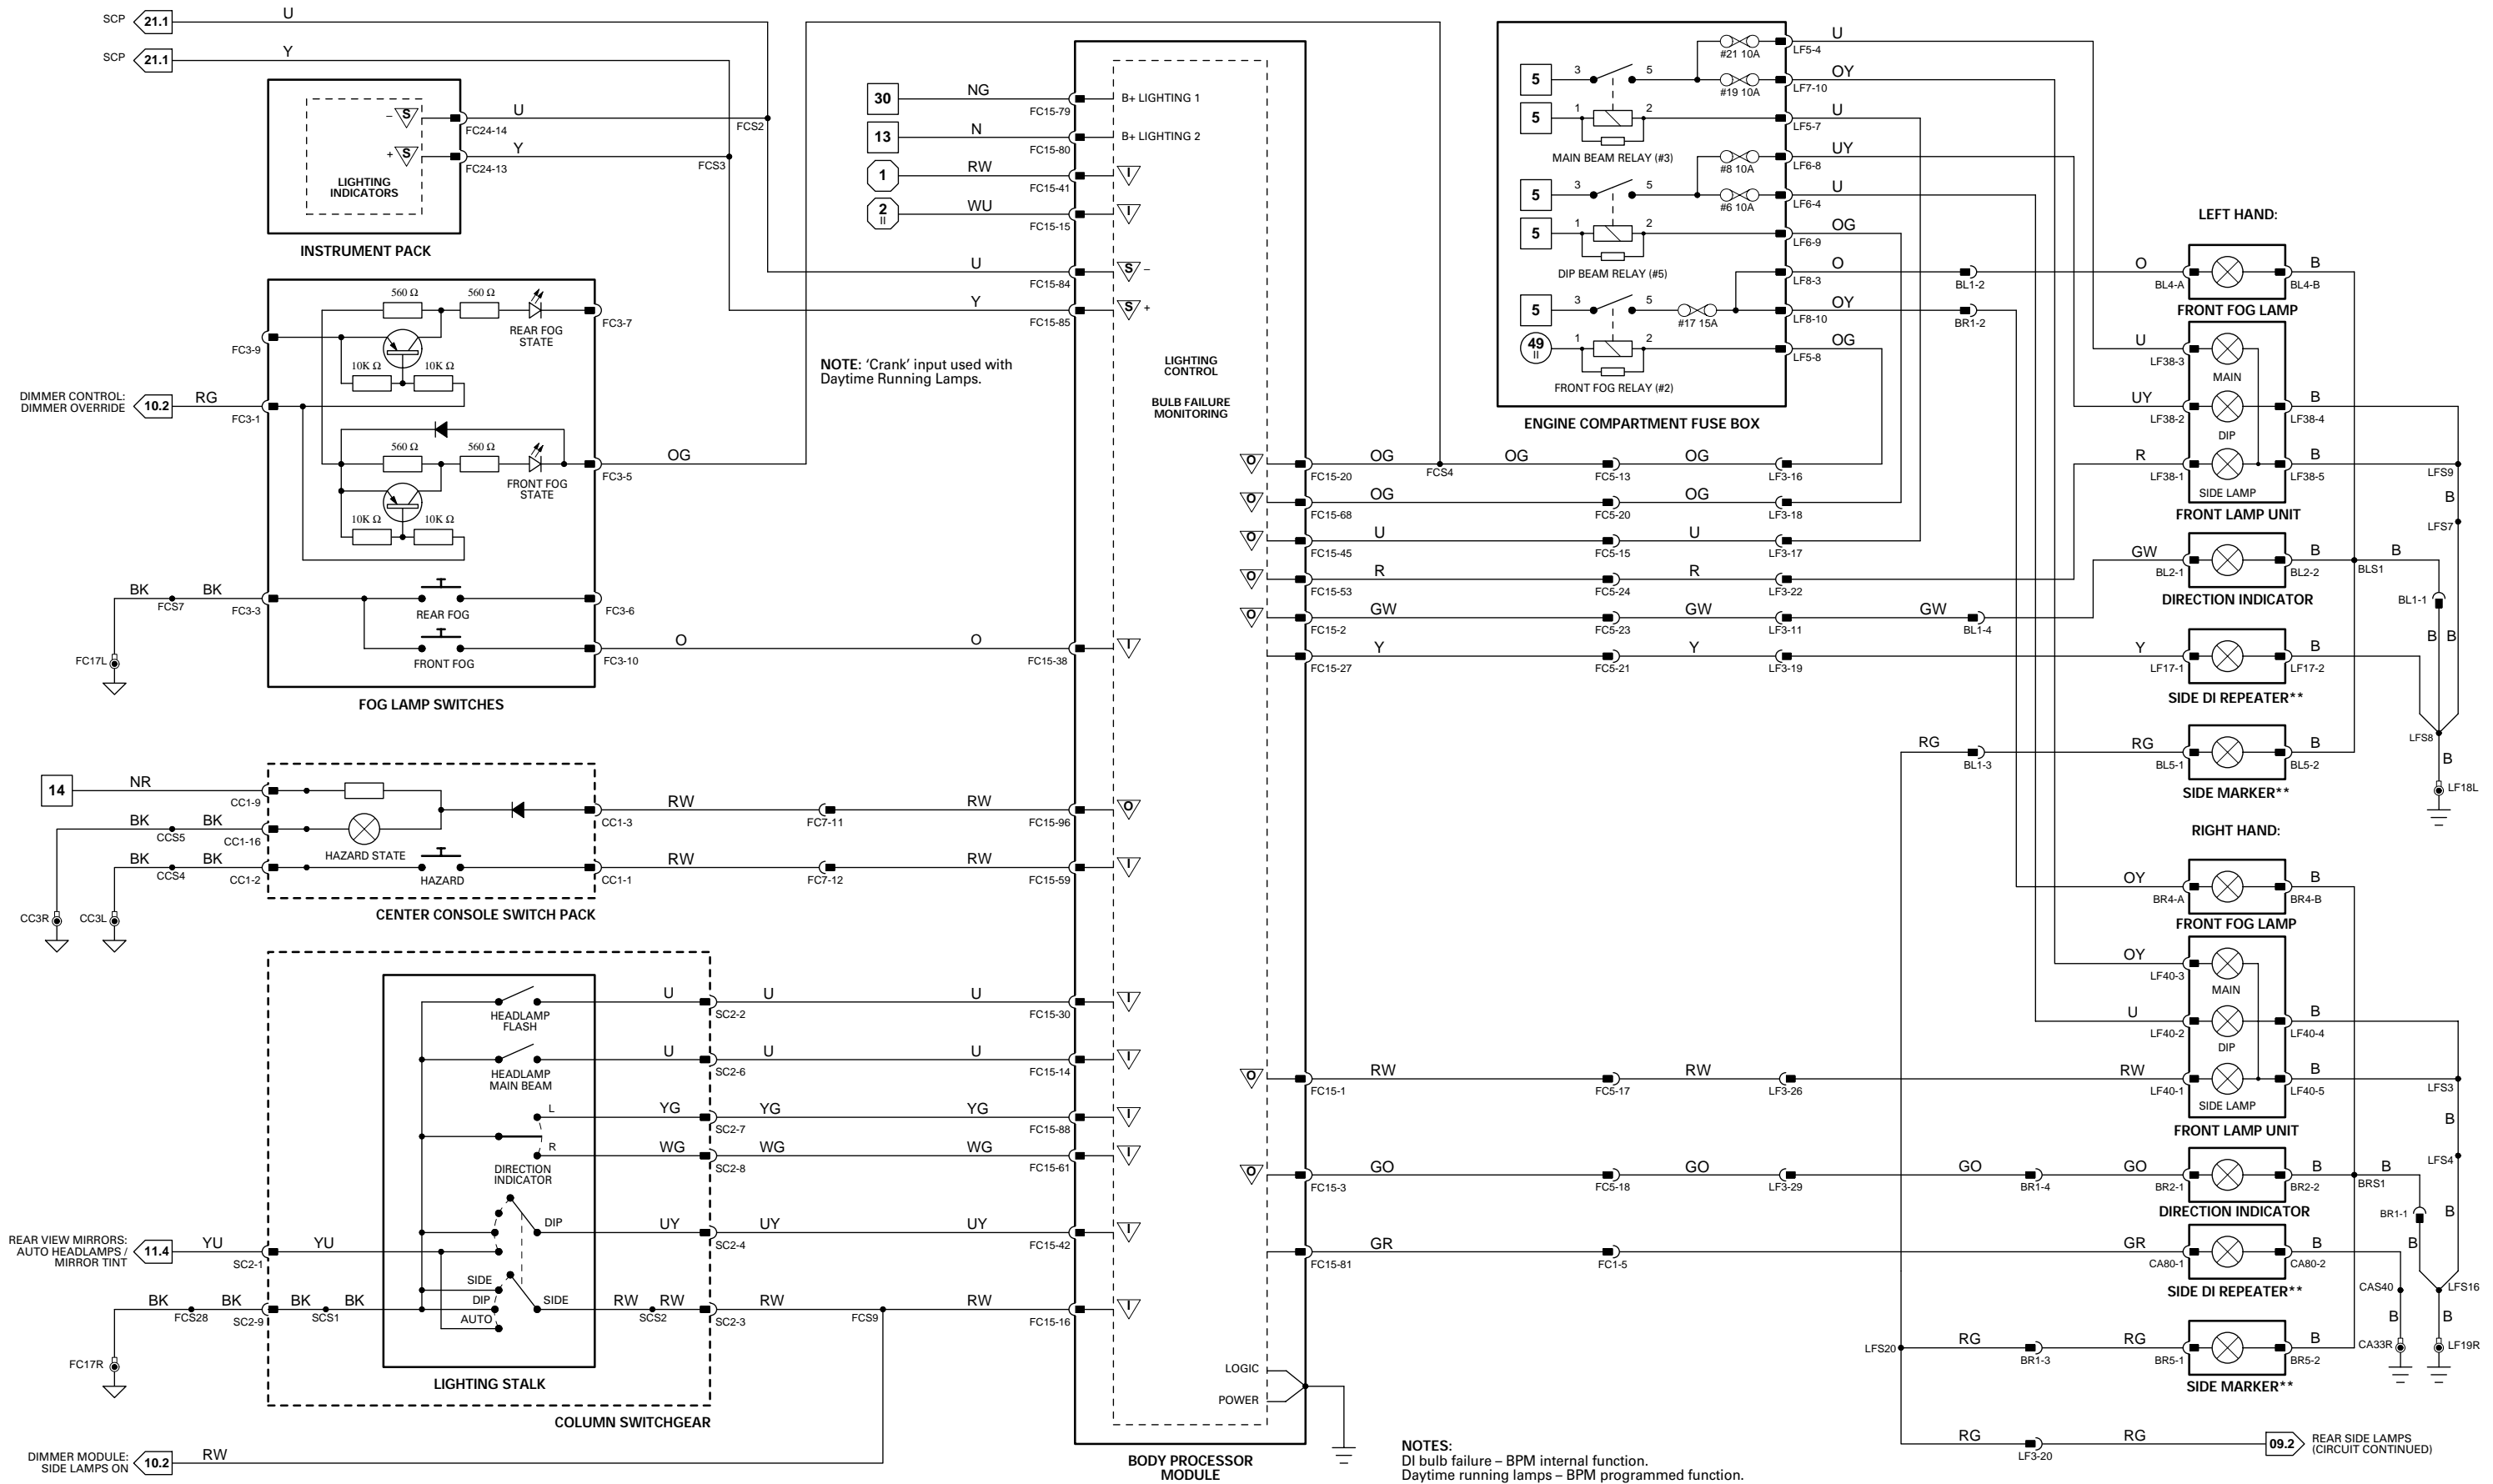 SCP 21.1 U
SCP 21.1 Y
– S FC24-14 U FCS2
+ S FC24-13 Y FCS3
LIGHTING
INDICATORS
INSTRUMENT PACK
560 Ω 560 Ω
FC3-7
REAR FOG
STATE
FC3-9
10K Ω 10K Ω
DIMMER CONTROL:
DIMMER OVERRIDE 10.2 RG
FC3-1
560 Ω 560 Ω
OG
FC3-5
FRONT FOG
STATE
10K Ω 10K Ω
BK BK
FCS7 FC3-3
REAR FOG FC3-6
FC17L
FRONT FOG FC3-10 O O FC15-38 I
FOG LAMP SWITCHES
14 NR CC1-9
RW RW
CC1-3 FC7-11 FC15-96 O
BK BK
CCS5 CC1-16
HAZARD STATE
BK BK
CCS4 CC1-2
HAZARD CC1-1 RW FC7-12 RW FC15-59 I
CC3R CC3L
CENTER CONSOLE SWITCH PACK
HEADLAMP
FLASH
U U U
SC2-2 FC15-30 I
HEADLAMP
MAIN BEAM
U U U
SC2-6 FC15-14 I
L YG YG YG
SC2-7 FC15-88 I
R WG WG WG
SC2-8 FC15-61 I
DIRECTION
INDICATOR
DIP UY UY UY
SC2-4 FC15-42 I
REAR VIEW MIRRORS:
AUTO HEADLAMPS /
MIRROR TINT 11.4 YU YU
SC2-1
SIDE
DIP
AUTO
SIDE RW RW RW RW
SCS2 SC2-3 FCS9 FC15-16 I
BK BK BK BK
FCS28 SC2-9 SCS1
FC17R
LIGHTING STALK
COLUMN SWITCHGEAR
DIMMER MODULE:
SIDE LAMPS ON 10.2 RW
30 NG FC15-79 B+ LIGHTING 1
13 N FC15-80 B+ LIGHTING 2
1 RW FC15-41 I
2 II WU FC15-15 I
U FC15-84 S –
Y FC15-85 S +
NOTE: ‘Crank’ input used with
Daytime Running Lamps.
LIGHTING
CONTROL
BULB FAILURE
MONITORING
O FC15-20 OG FCS4 OG FC5-13 OG LF3-16
O FC15-68 OG FC5-20 OG LF3-18
O FC15-45 U FC5-15 U LF3-17
O FC15-53 R FC5-24 R LF3-22
O FC15-2 GW FC5-23 GW LF3-11 GW BL1-4
FC15-27 Y FC5-21 Y LF3-19 Y
O FC15-1 RW FC5-17 RW LF3-26 RW
O FC15-3 GO FC5-18 GO LF3-29 GO BR1-4 GO
FC15-81 GR FC1-5 GR
LOGIC
POWER
BODY PROCESSOR
MODULE
#21 10A LF5-4 U
5 3 5 #19 10A LF7-10 OY
5 1 2 LF5-7 U
MAIN BEAM RELAY (#3)
#8 10A LF6-8 UY
5 3 5 #6 10A LF6-4 U
5 1 2 LF6-9 OG
DIP BEAM RELAY (#5)
LF8-3 O BL1-2 O
5 3 5 #17 15A LF8-10 OY BR1-2
49 II 1 2 LF5-8 OG
FRONT FOG RELAY (#2)
ENGINE COMPARTMENT FUSE BOX
LEFT HAND:
BL4-A BL4-B B
FRONT FOG LAMP
U LF38-3
MAIN
UY LF38-2 LF38-4 B
DIP
R LF38-1 LF38-5 B LFS9
SIDE LAMP
B
FRONT LAMP UNIT
LFS7
GW BL2-1 BL2-2 B BLS1 B
DIRECTION INDICATOR
BL1-1
B B
LF17-1 LF17-2 B
SIDE DI REPEATER**
LFS8
RG BL1-3 RG BL5-1 BL5-2 B
B
SIDE MARKER**
LF18L
RIGHT HAND:
OY BR4-A BR4-B B
FRONT FOG LAMP
OY LF40-3
MAIN
U LF40-2 LF40-4 B
DIP
LF40-1 LF40-5 B LFS3
SIDE LAMP
B
FRONT LAMP UNIT
LFS4
BR2-1 BR2-2 B BRS1 B
DIRECTION INDICATOR
BR1-1 B
B
CA80-1 CA80-2 B
SIDE DI REPEATER**
CAS40 LFS16
B B
LFS20 RG BR1-3 RG BR5-1 BR5-2 B
CA33R LF19R
SIDE MARKER**
RG LF3-20 RG 09.2 REAR SIDE LAMPS
(CIRCUIT CONTINUED)
NOTES:
DI bulb failure – BPM internal function.
Daytime running lamps – BPM programmed function.